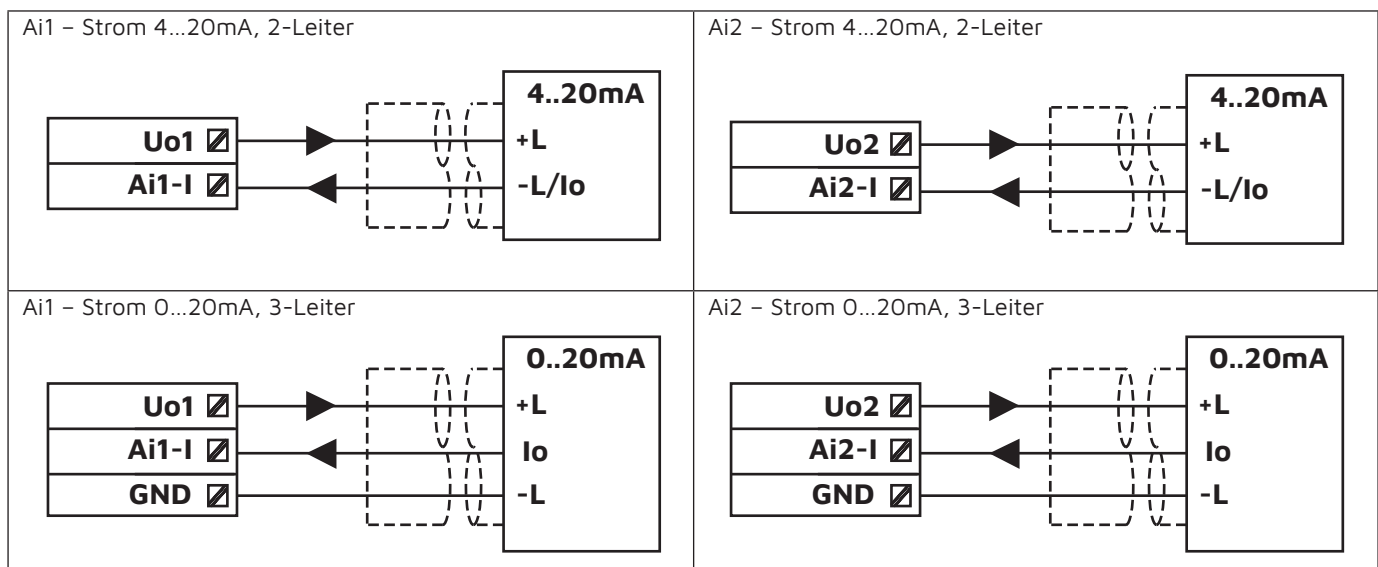 Ai1 – Strom 4...20mA, 2-Leiter
4..20mA
Uo1
+L
Ai1-I
-L/Io
Ai2 – Strom 4...20mA, 2-Leiter
4..20mA
Uo2
+L
Ai2-I
-L/Io
Ai1 – Strom 0...20mA, 3-Leiter
0..20mA
Uo1
+L
Ai1-I
Io
GND
-L
Ai2 – Strom 0...20mA, 3-Leiter
0..20mA
Uo2
+L
Ai2-I
Io
GND
-L